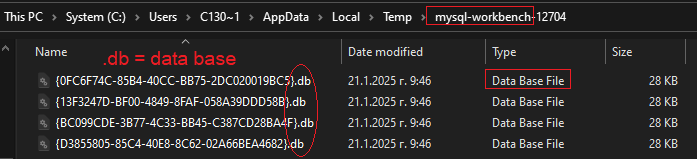 This PC > System (C:) > Users > C130~1 > AppData > Local > Temp > mysql-workbench-12704
Name Date modified Type Size
.db = data base
{0FC6F74C-85B4-40CC-BB75-2DC020019BC5}.db 21.1.2025 г. 9:46 Data Base File 28 KB
{13F3247D-BF00-4849-8FAF-058A39DDD58B}.db 21.1.2025 г. 9:46 Data Base File 28 KB
{BC099CDE-3B77-4C33-BB45-C387CD28BA4F}.db 21.1.2025 г. 9:46 Data Base File 28 KB
{D3855805-85C4-40E8-8C62-02A66BEA4682}.db 21.1.2025 г. 9:46 Data Base File 28 KB